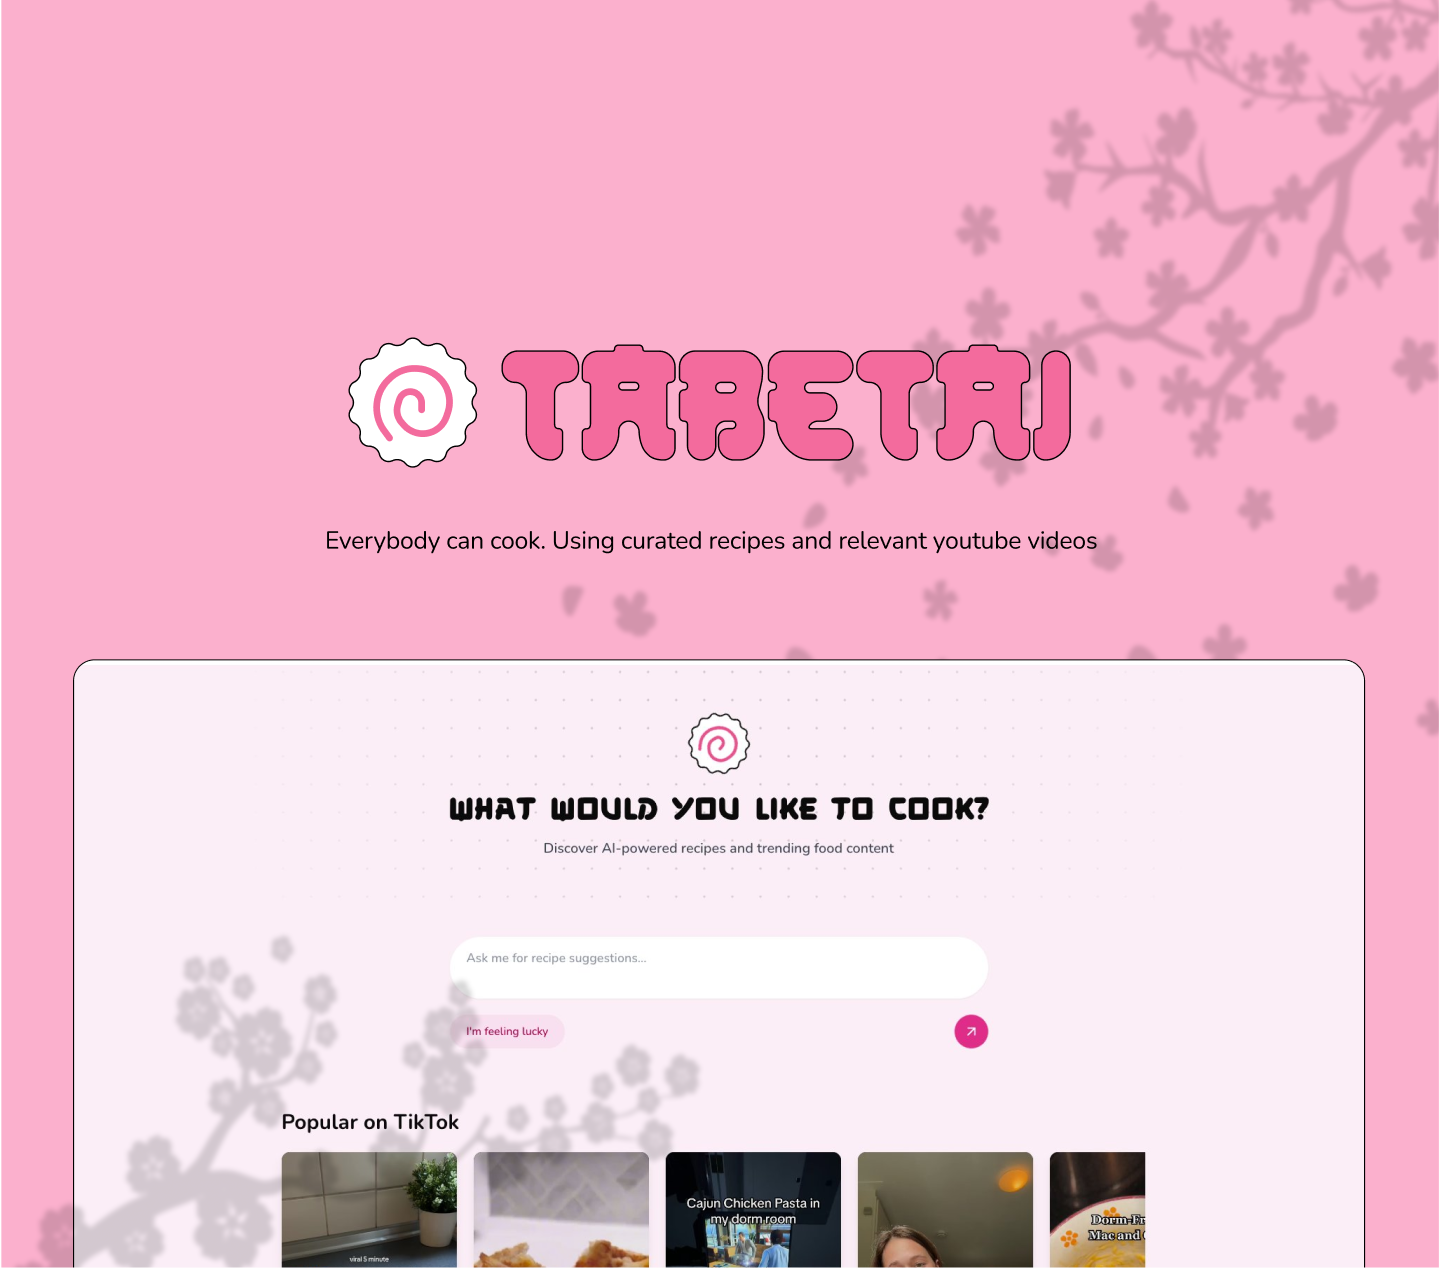 TABETAI
Everybody can cook. Using curated recipes and relevant youtube videos
WHAT WOULD YOU LIKE TO COOK?
Discover AI-powered recipes and trending food content
Ask me for recipe suggestions...
I'm feeling lucky
Popular on TikTok
viral 5 minute
Cajun Chicken Pasta in
my dorm room
Dorm-Fr
Mac and